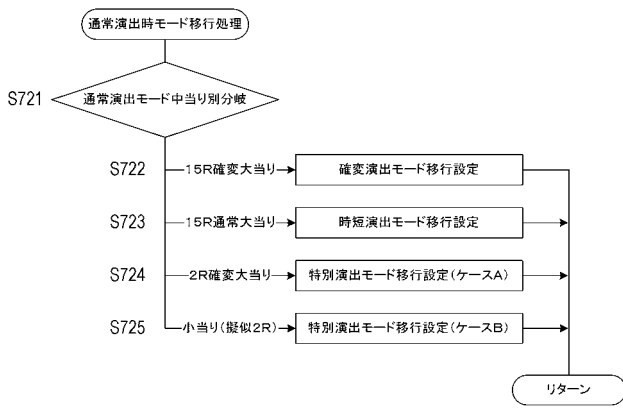 通常演出時モード移行処理
S721
通常演出モード中当り別分岐
S722 15R確変大当り 確変演出モード移行設定
S723 15R通常大当り 時短演出モード移行設定
S724 2R確変大当り 特別演出モード移行設定(ケースA)
S725 小当り(擬似2R) 特別演出モード移行設定(ケースB)
リターン